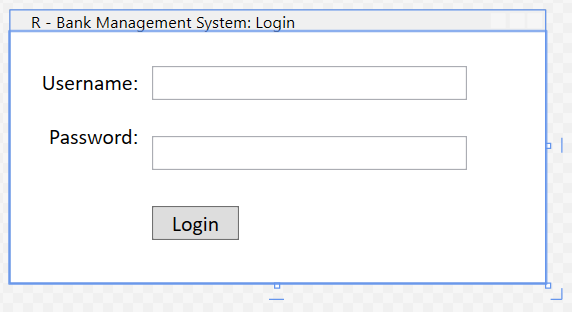 R - Bank Management System: Login
Username:
Password:
Login